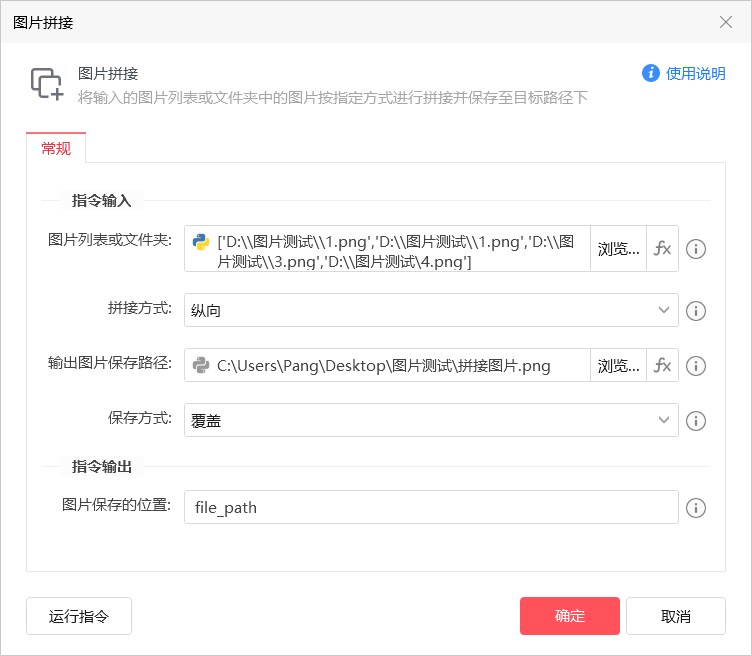 图片拼接
图片拼接
使用说明
将输入的图片列表或文件夹中的图片按指定方式进行拼接并保存至目标路径下
常规
指令输入
图片列表或文件夹:
['D:\\图片测试\\1.png','D:\\图片测试\\1.png','D:\\图
片测试\\3.png','D:\\图片测试\4.png']
浏览...
fx
拼接方式:
纵向
输出图片保存路径:
C:\Users\Pang\Desktop\图片测试\拼接图片.png
浏览...
fx
保存方式:
覆盖
指令输出
图片保存的位置:
file_path
运行指令
确定
取消